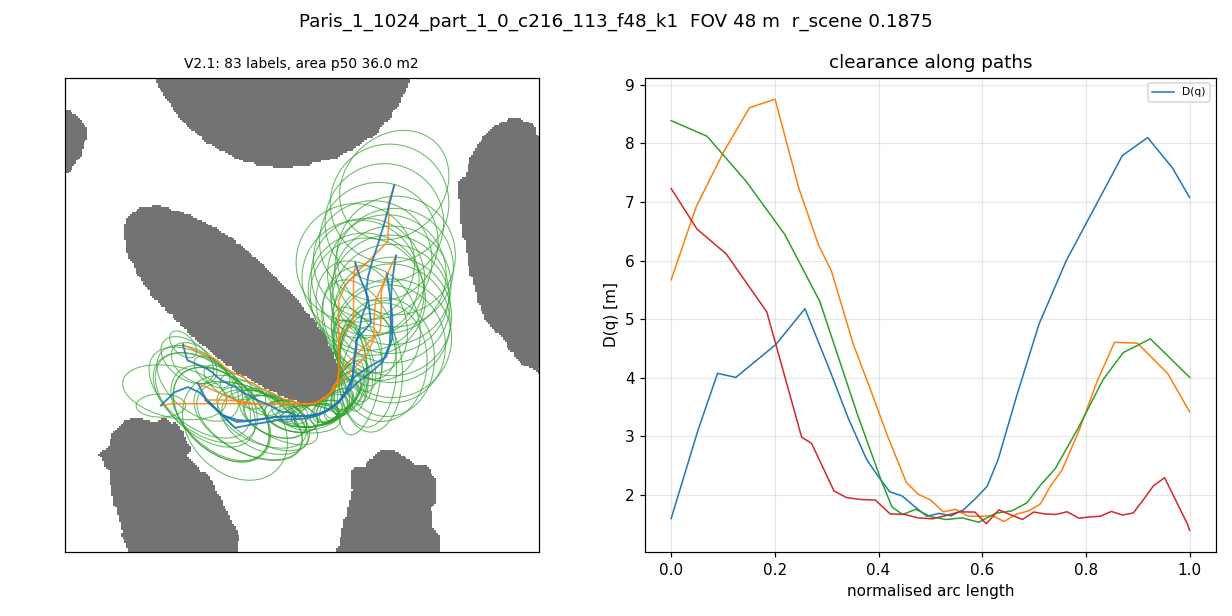 Paris_1_1024_part_1_0_c216_113_f48_k1  FOV 48 m  r_scene 0.1875
V2.1: 83 labels, area p50 36.0 m2
clearance along paths
D(q)
9
8
7
6
5
4
3
2
D(q) [m]
0.0 0.2 0.4 0.6 0.8 1.0
normalised arc length